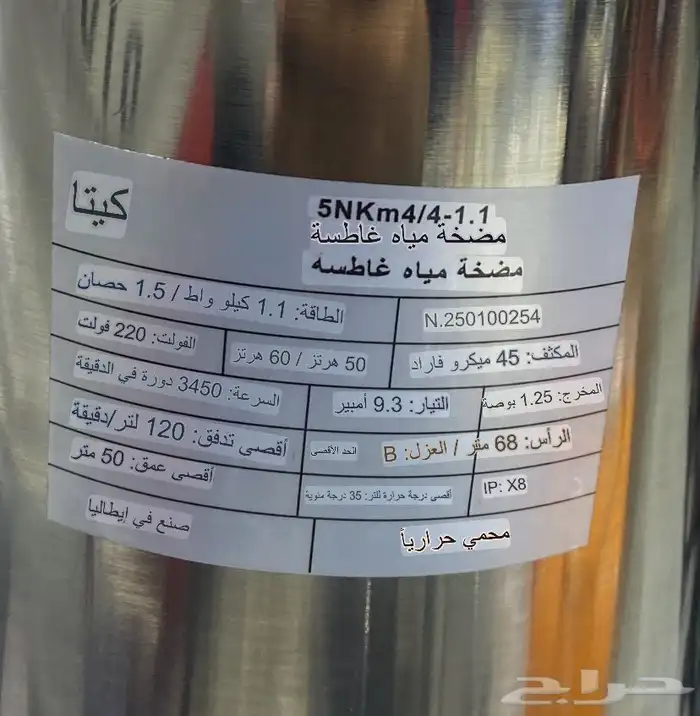 كيتا
5NKm4/4-1.1
مضخة مياه غاطسة
مضخة مياه غاطسه
الطاقة: 1.1 كيلو واط / 1.5 حصان
N.250100254
الفولت: 220 فولت
50 هرتز / 60 هرتز
المكثف: 45 ميكرو فاراد
السرعة: 3450 دورة في الدقيقة
التيار: 9.3 أمبير
المخرج: 1.25 بوصة
أقصى تدفق: 120 لتر/دقيقة
الحد الأقصى
الرأس: 68 متر / العزل: B
أقصى عمق: 50 متر
أقصى درجة حرارة للتر: 35 درجة مئوية
IP: X8
صنع في إيطاليا
محمي حرارياً
حراج